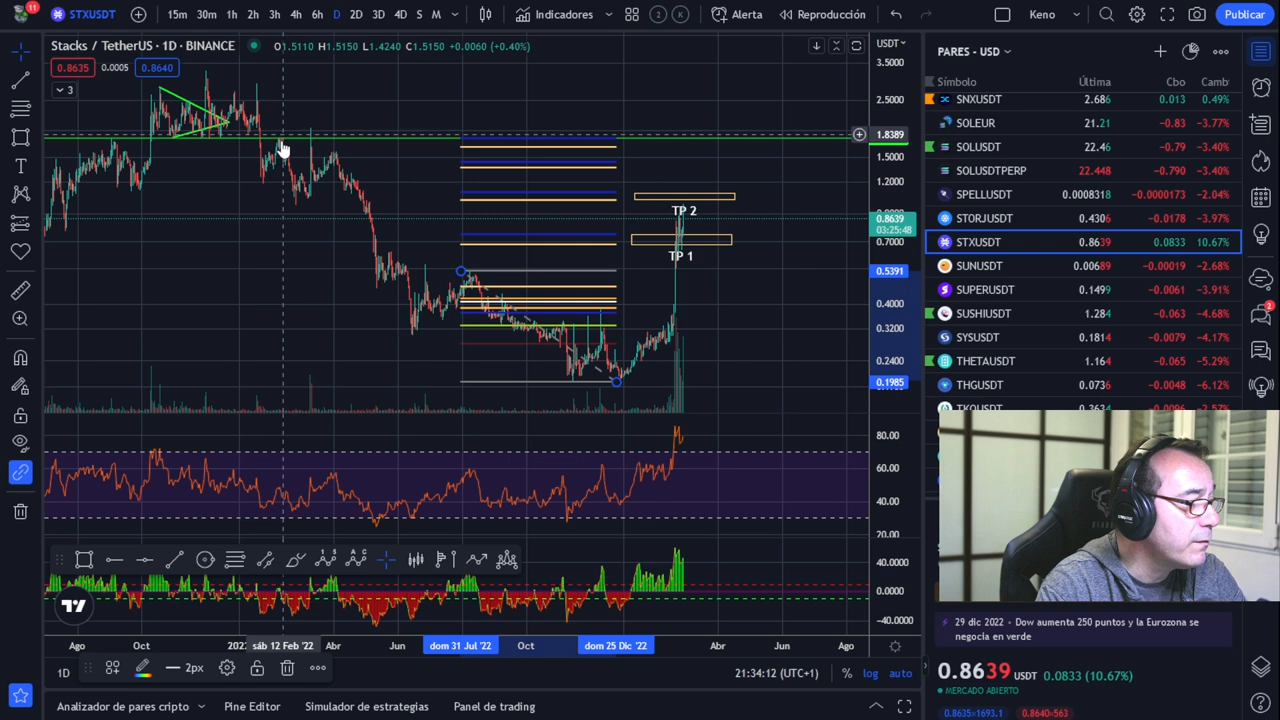 11
STXUSDT
15m 30m 1h 2h 3h 4h 6h D 2D 3D 4D S M
Indicadores
2 K
Alerta
Reproducción
Keno
Publicar
Stacks / TetherUS · 1D · BINANCE
O1.5110 H1.5150 L1.4240 C1.5150 +0.0060 (+0.40%)
0.8635 0.0005 0.8640
3
USDT
3.5000
2.5000
1.8389
1.5000
1.2000
0.8639
03:25:48
0.7000
0.5391
0.4000
0.3200
0.2400
0.1985
TP 2
TP 1
80.00
60.00
40.00
20.00
40.0000
0.0000
−40.0000
Ago Oct 2022 sáb 12 Feb '22 Abr Jun dom 31 Jul '22 Oct dom 25 Dic '22 Abr Jun Ago
2px
1D
21:34:12 (UTC+1) % log auto
Analizador de pares cripto Pine Editor Simulador de estrategias Panel de trading
PARES - USD
Símbolo Última Cbo Camb
SNXUSDT 2.686 0.013 0.49%
SOLEUR 21.21 −0.83 −3.77%
SOLUSDT 22.46 −0.79 −3.40%
SOLUSDTPERP 22.448 −0.790 −3.40%
SPELLUSDT 0.0008318 −0.0000173 −2.04%
STORJUSDT 0.4306 −0.0178 −3.97%
STXUSDT 0.8639 0.0833 10.67%
SUNUSDT 0.00689 −0.00019 −2.68%
SUPERUSDT 0.1499 −0.0061 −3.91%
SUSHIUSDT 1.284 −0.063 −4.68%
SYSUSDT 0.1814 −0.0079 −4.17%
THETAUSDT 1.164 −0.065 −5.29%
THGUSDT 0.0736 −0.0048 −6.12%
2
29 dic 2022 • Dow aumenta 250 puntos y la Eurozona se
negocia en verde
0.8639 USDT 0.0833 (10.67%)
MERCADO ABIERTO
0.8635×1693.1 0.8640×563